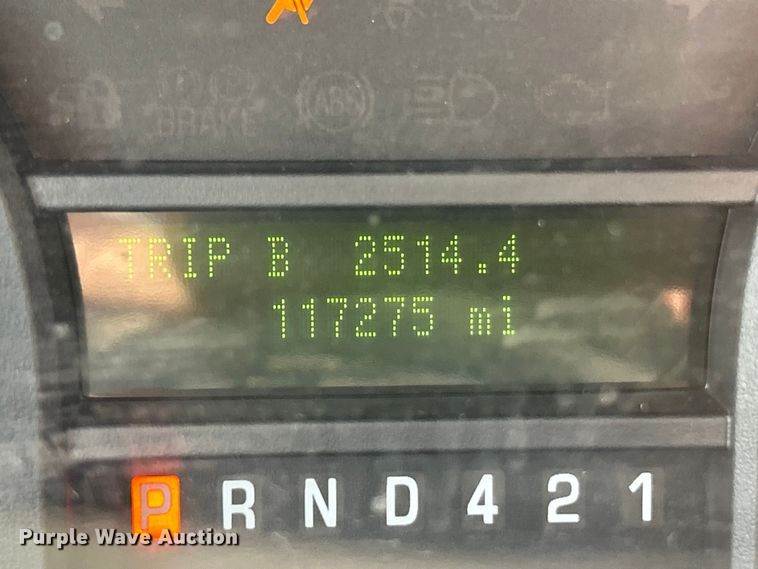 BRAKE
ABS
TRIP B 2514.4
117275 mi
P R N D 4 2 1
Purple Wave Auction